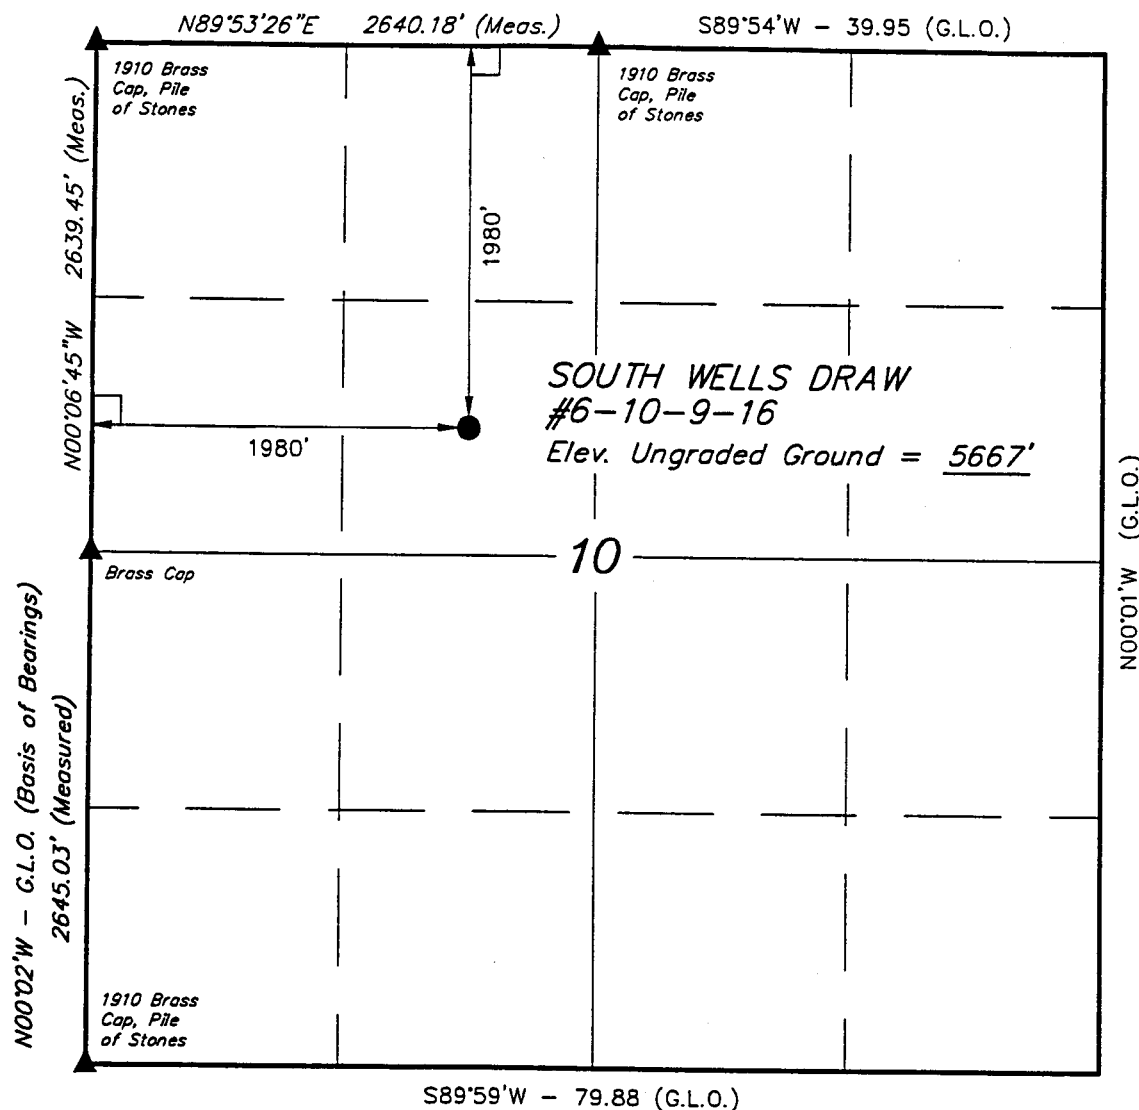 N89°53'26"E 2640.18' (Meas.)
S89°54'W – 39.95 (G.L.O.)
1910 Brass
Cap, Pile
of Stones
1910 Brass
Cap, Pile
of Stones
N00°06'45"W 2639.45' (Meas.)
1980'
1980'
SOUTH WELLS DRAW
#6–10–9–16
Elev. Ungraded Ground = 5667'
10
Brass Cap
N00°01'W (G.L.O.)
N00°02'W – G.L.O. (Basis of Bearings)
2645.03' (Measured)
1910 Brass
Cap, Pile
of Stones
S89°59'W – 79.88 (G.L.O.)